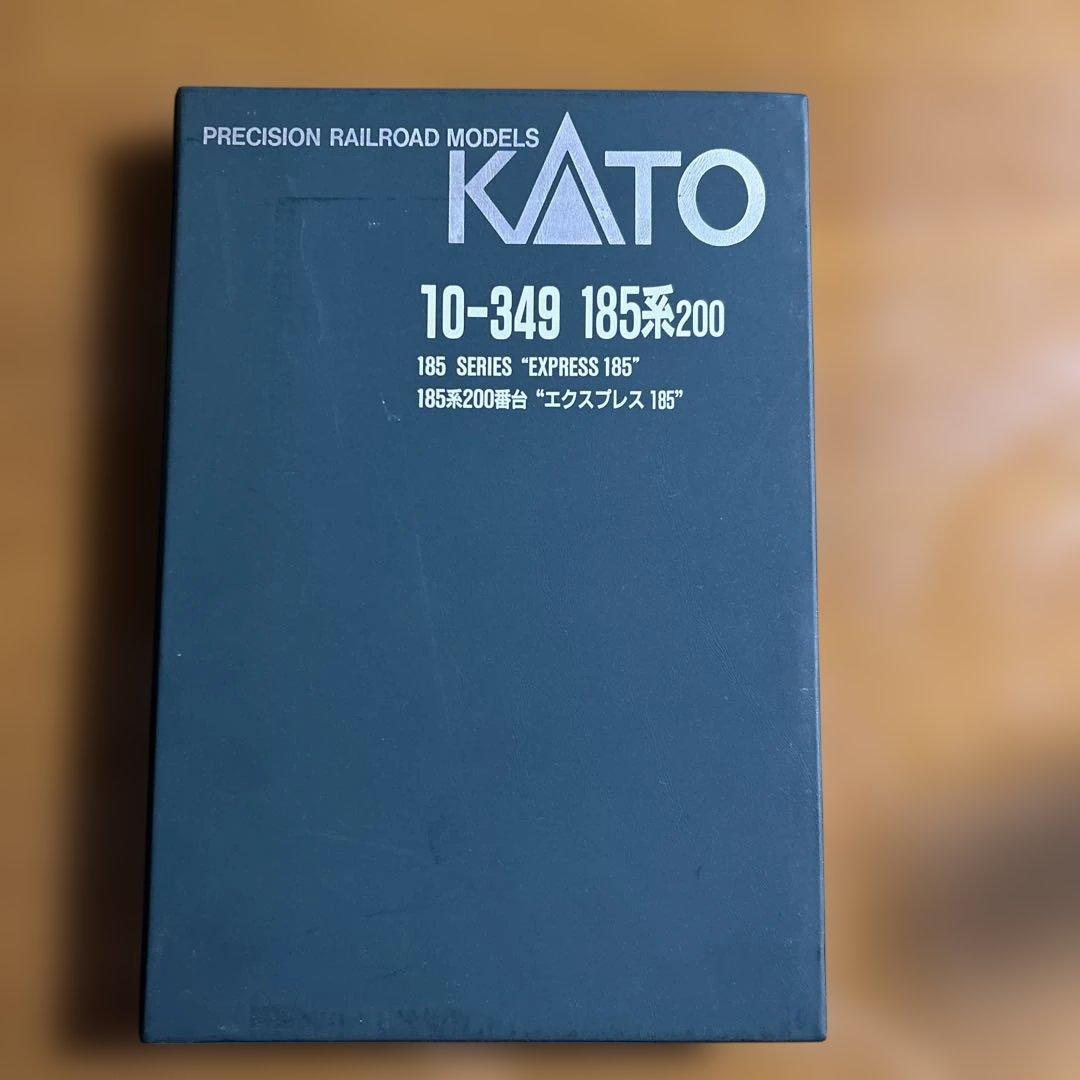 PRECISION RAILROAD MODELS
KATO
10-349 185系200
185 SERIES “EXPRESS 185”
185系200番台 “エクスプレス 185”